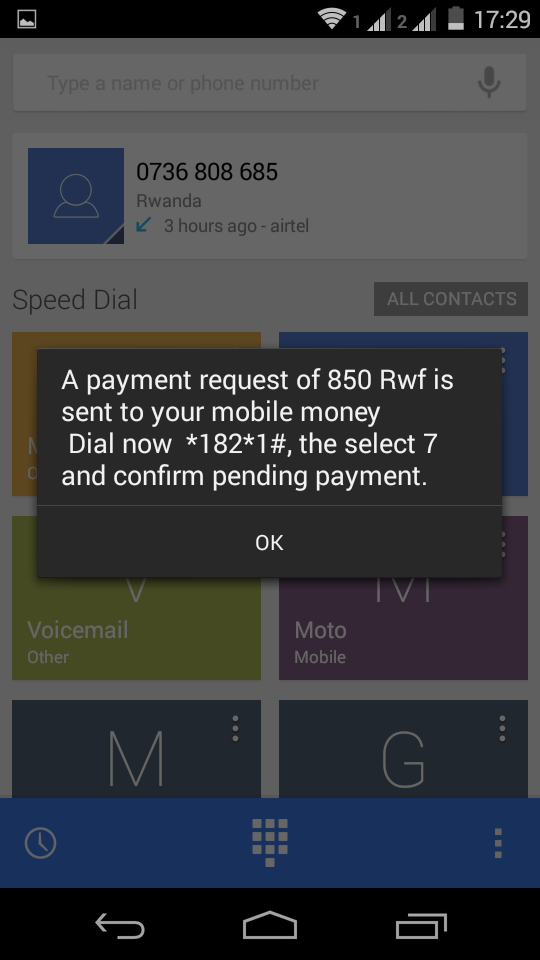 1 2 17:29
Type a name or phone number
0736 808 685
Rwanda
3 hours ago - airtel
Speed Dial ALL CONTACTS
A payment request of 850 Rwf is
sent to your mobile money
Dial now *182*1#, the select 7
and confirm pending payment.
OK
M
Voicemail Moto
Other Mobile
M G